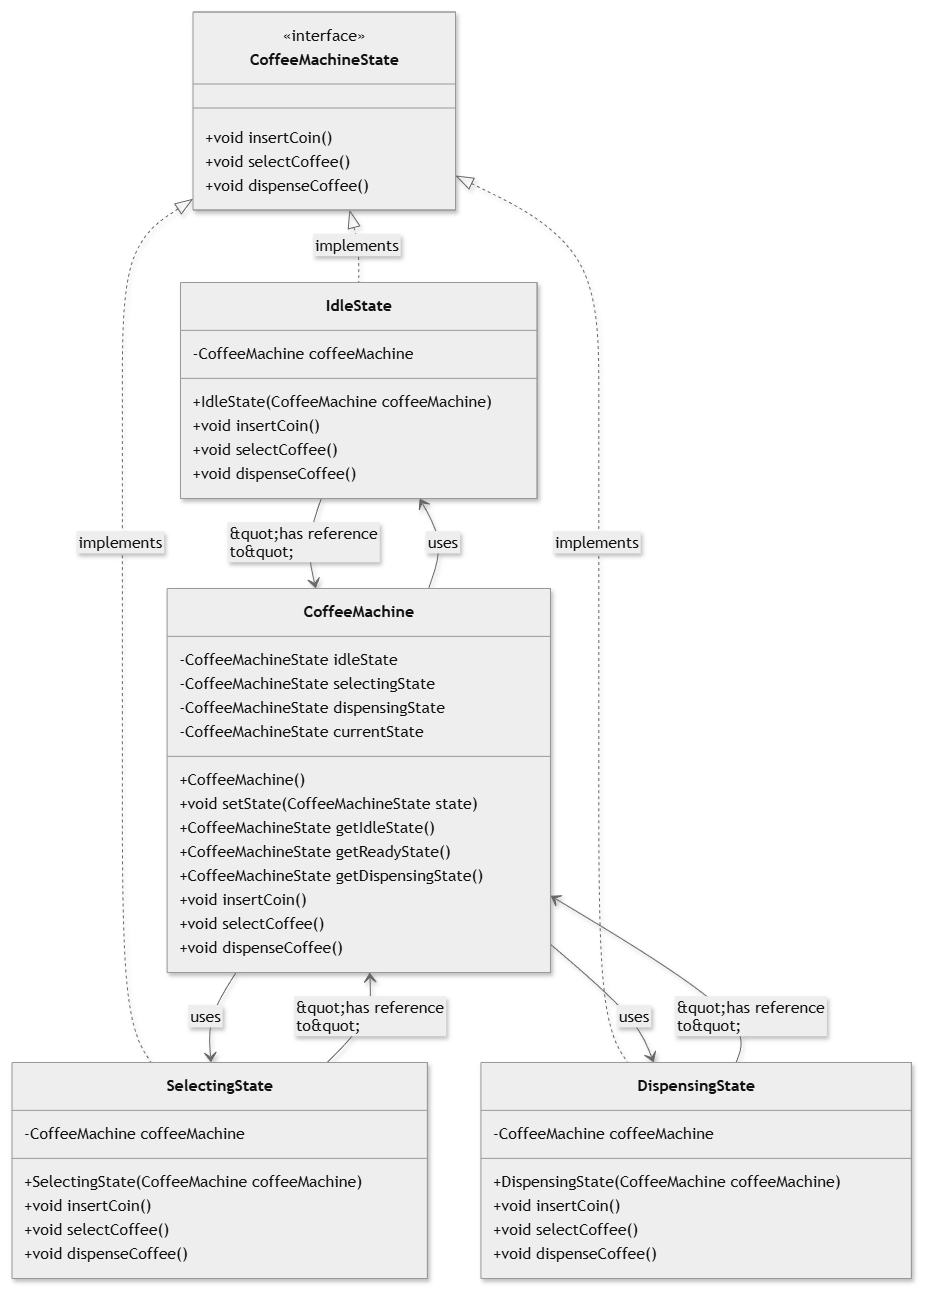 «interface»
CoffeeMachineState
+void insertCoin()
+void selectCoffee()
+void dispenseCoffee()
implements
IdleState
-CoffeeMachine coffeeMachine
+IdleState(CoffeeMachine coffeeMachine)
+void insertCoin()
+void selectCoffee()
+void dispenseCoffee()
implements
&quot;has reference
to&quot;
uses
implements
CoffeeMachine
-CoffeeMachineState idleState
-CoffeeMachineState selectingState
-CoffeeMachineState dispensingState
-CoffeeMachineState currentState
+CoffeeMachine()
+void setState(CoffeeMachineState state)
+CoffeeMachineState getIdleState()
+CoffeeMachineState getReadyState()
+CoffeeMachineState getDispensingState()
+void insertCoin()
+void selectCoffee()
+void dispenseCoffee()
uses
&quot;has reference
to&quot;
uses
&quot;has reference
to&quot;
SelectingState
-CoffeeMachine coffeeMachine
+SelectingState(CoffeeMachine coffeeMachine)
+void insertCoin()
+void selectCoffee()
+void dispenseCoffee()
DispensingState
-CoffeeMachine coffeeMachine
+DispensingState(CoffeeMachine coffeeMachine)
+void insertCoin()
+void selectCoffee()
+void dispenseCoffee()